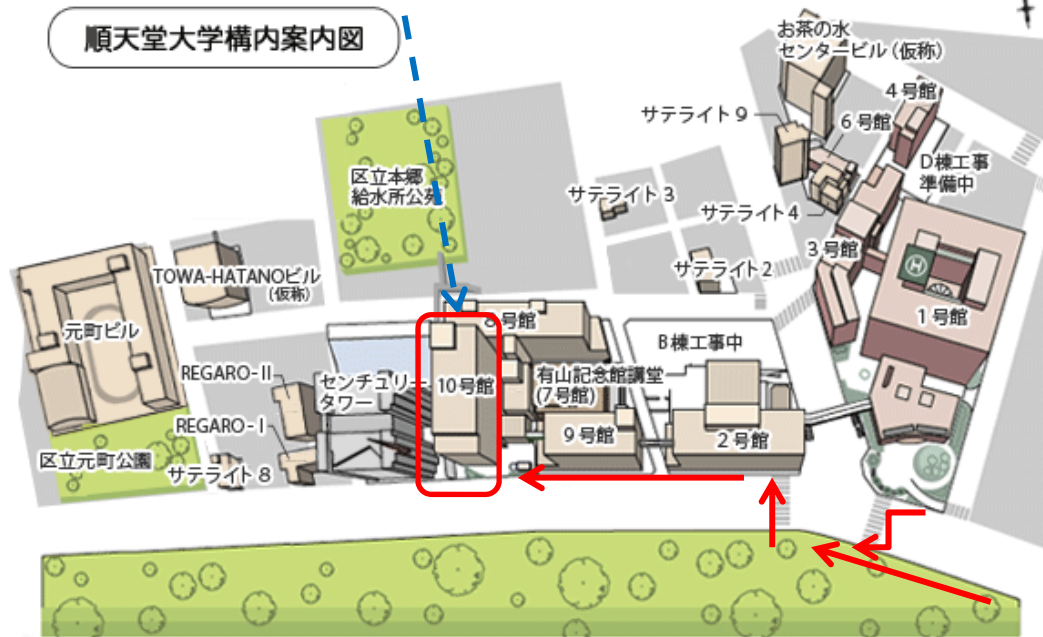 順天堂大学構内案内図
お茶の水
センタービル(仮称)
4号館
サテライト 9
6 号館
D棟工事
準備中
区立本郷
給水所公苑
サテライト 3
サテライト 4
3号館
TOWA-HATANOビル
(仮称)
サテライト 2
H
1 号館
元町ビル
8 号館
B棟工事中
REGARO-II
センチュリー
タワー
10号館
有山記念館講堂
(7号館)
REGARO-I
9 号館
2 号館
区立元町公園
サテライト 8